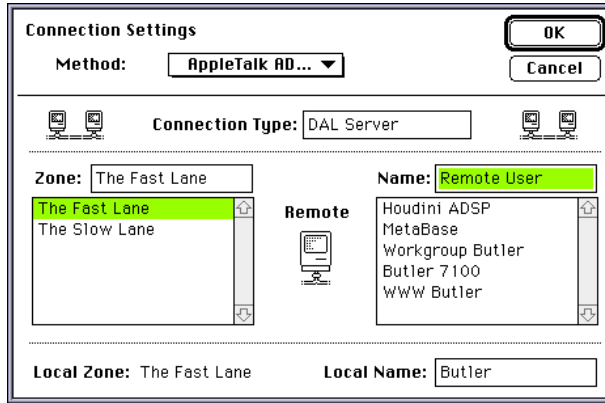 Connection Settings
OK
Method: AppleTalk AD...
Cancel
Connection Type: DAL Server
Zone: The Fast Lane
Name: Remote User
The Fast Lane
The Slow Lane
Remote
Houdini ADSP
MetaBase
Workgroup Butler
Butler 7100
WWW Butler
Local Zone: The Fast Lane
Local Name: Butler